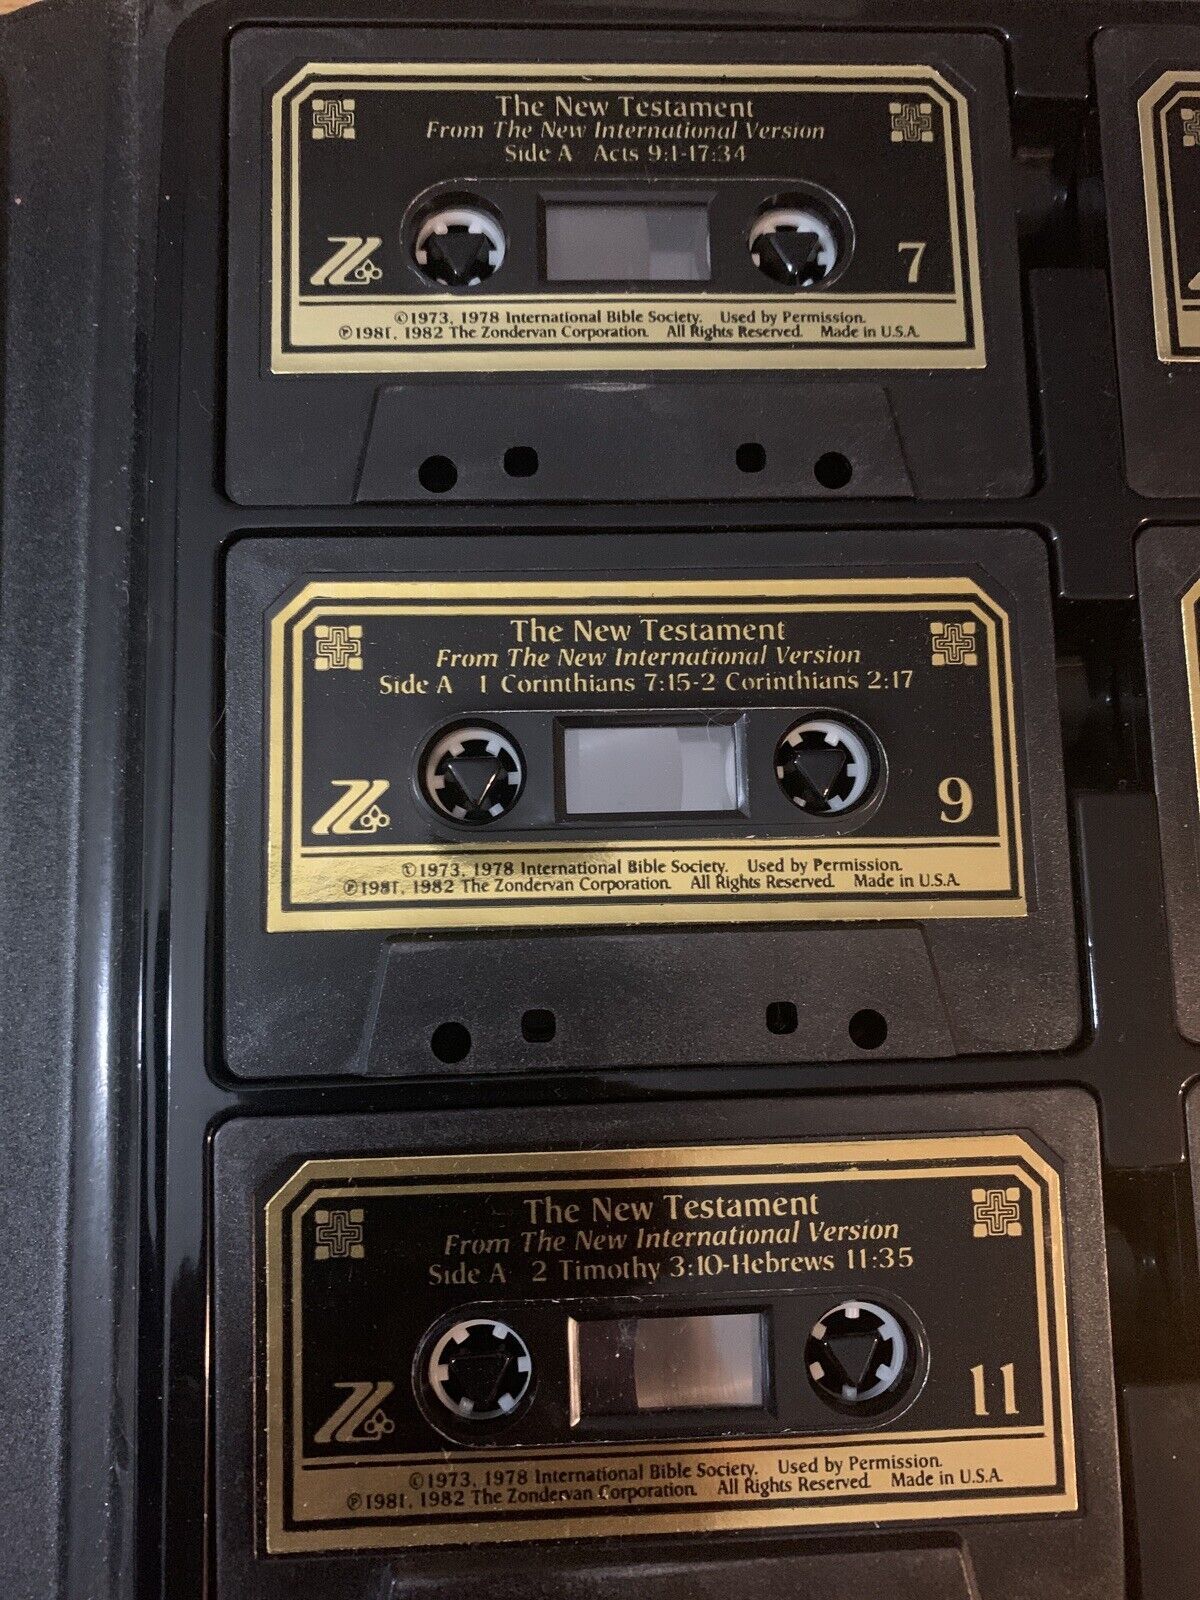 The New Testament
From The New International Version
Side A Acts 9:1-17:34
7
©1973, 1978 International Bible Society. Used by Permission.
℗1981, 1982 The Zondervan Corporation. All Rights Reserved. Made in U.S.A.
The New Testament
From The New International Version
Side A 1 Corinthians 7:15-2 Corinthians 2:17
9
©1973, 1978 International Bible Society. Used by Permission.
℗1981, 1982 The Zondervan Corporation. All Rights Reserved. Made in U.S.A.
The New Testament
From The New International Version
Side A 2 Timothy 3:10-Hebrews 11:35
11
©1973, 1978 International Bible Society. Used by Permission.
℗1981, 1982 The Zondervan Corporation. All Rights Reserved. Made in U.S.A.